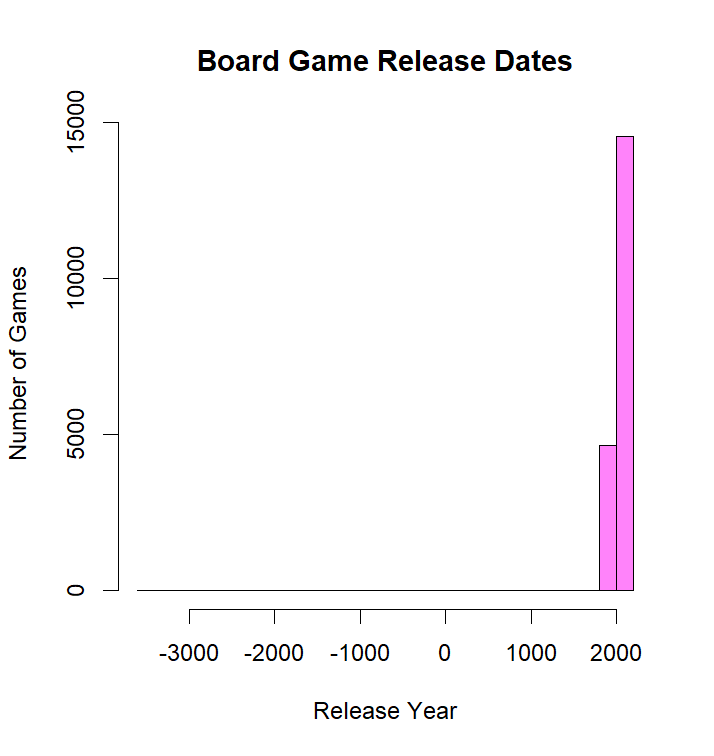 Board Game Release Dates
Number of Games
15000
10000
5000
0
-3000 -2000 -1000 0 1000 2000
Release Year